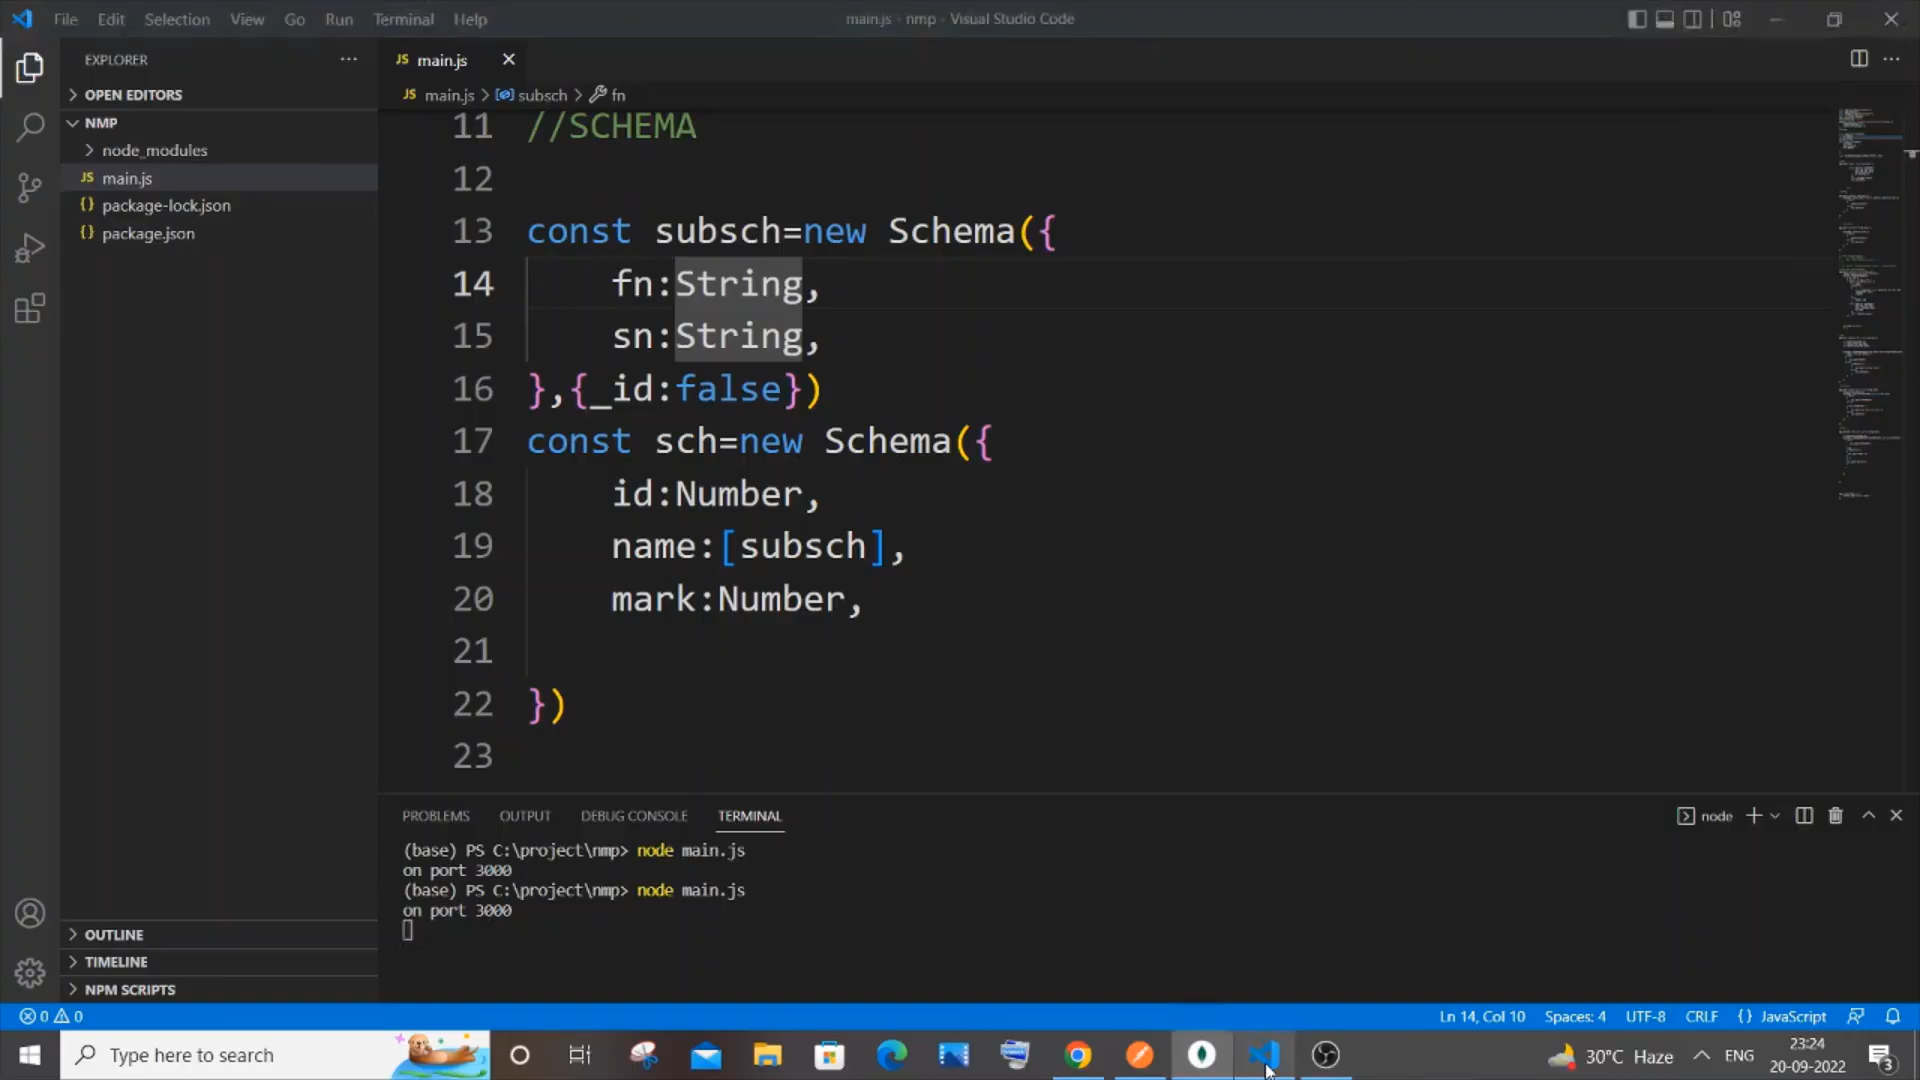 File Edit Selection View Go Run Terminal Help
main.js - nmp - Visual Studio Code
EXPLORER
OPEN EDITORS
NMP
node_modules
JS main.js
{} package-lock.json
{} package.json
OUTLINE
TIMELINE
NPM SCRIPTS
JS main.js
JS main.js > subsch > fn
11 //SCHEMA
12
13 const subsch=new Schema({
14 fn:String,
15 sn:String,
16 },{_id:false})
17 const sch=new Schema({
18 id:Number,
19 name:[subsch],
20 mark:Number,
21
22 })
23
PROBLEMS OUTPUT DEBUG CONSOLE TERMINAL
node
(base) PS C:\project\nmp> node main.js
on port 3000
(base) PS C:\project\nmp> node main.js
on port 3000
0 0
Ln 14, Col 10 Spaces: 4 UTF-8 CRLF {} JavaScript
Type here to search
30°C Haze
ENG
23:24
20-09-2022
3